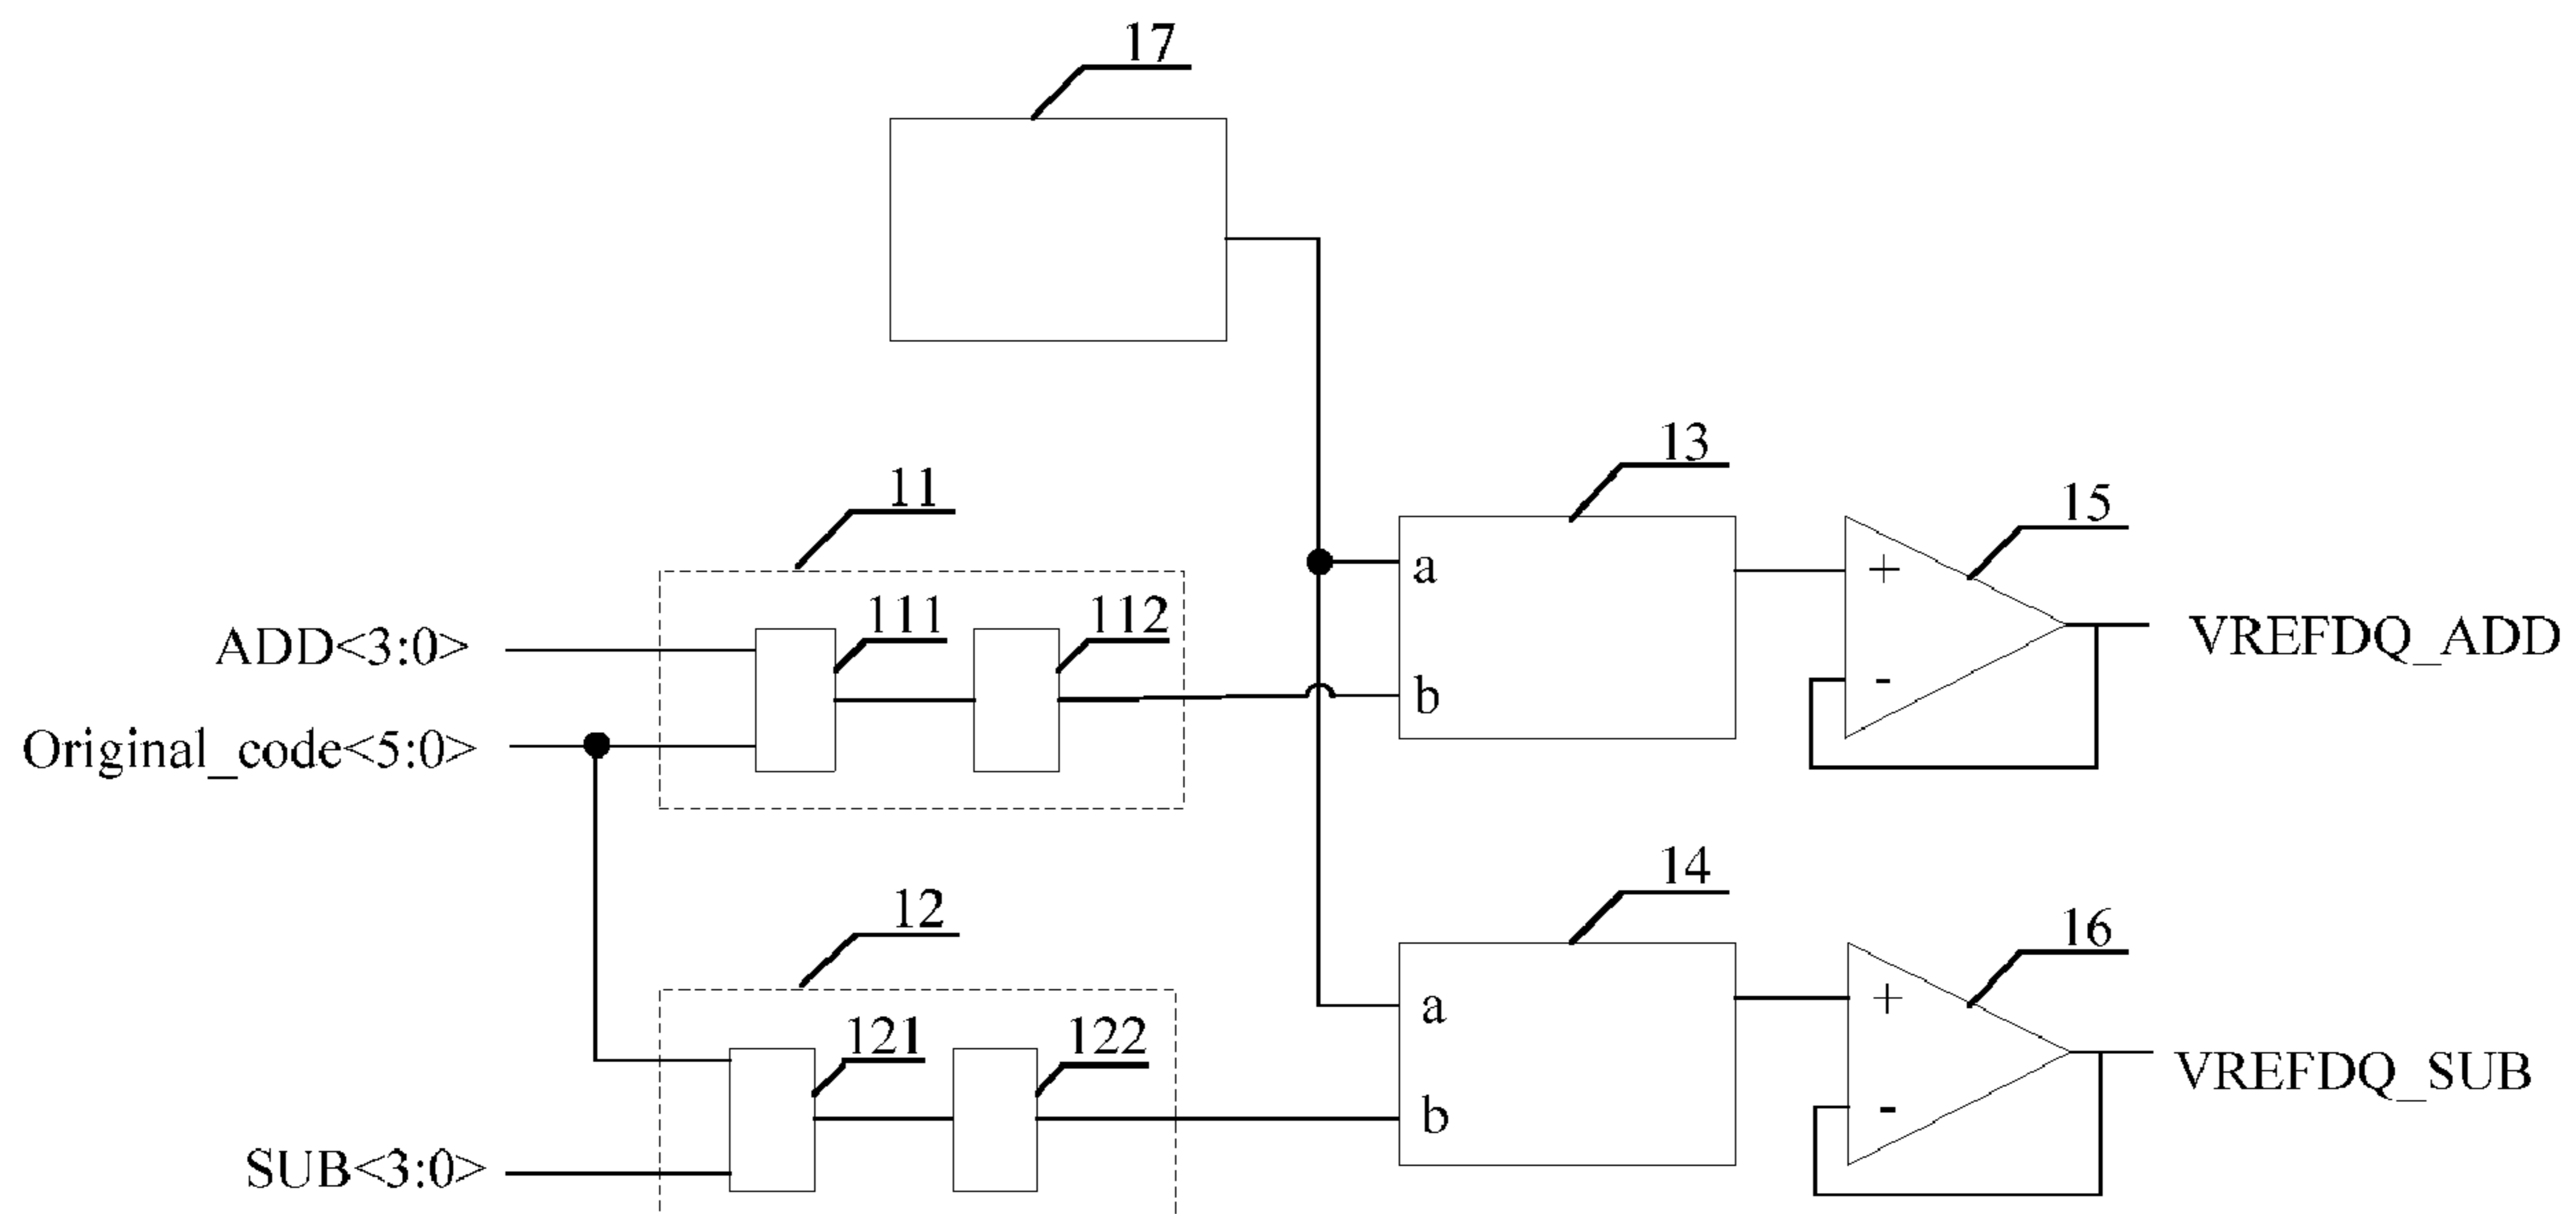 17
13
15
11
111
112
a
+
ADD<3:0>
VREFDQ_ADD
b
-
Original_code<5:0>
14
16
12
a
+
121
122
VREFDQ_SUB
b
-
SUB<3:0>